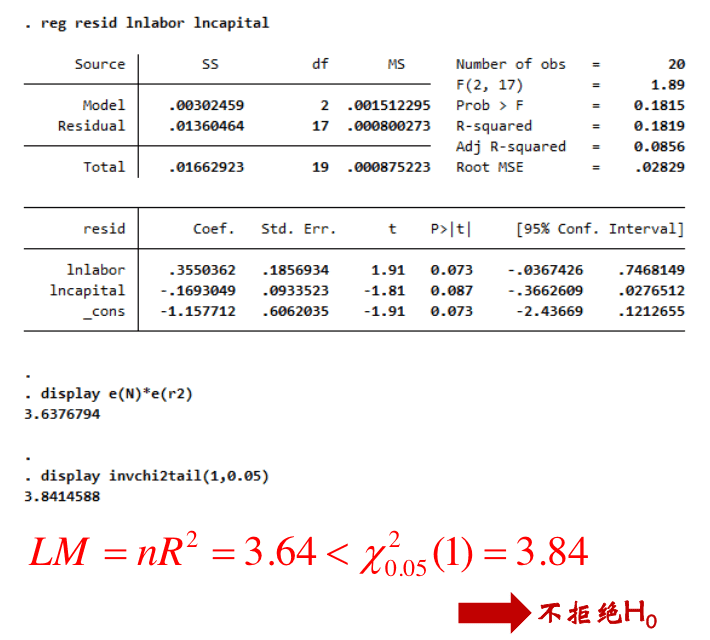 . reg resid lnlabor lncapital
Source SS df MS Number of obs = 20
F(2, 17) = 1.89
Model .00302459 2 .001512295 Prob > F = 0.1815
Residual .01360464 17 .000800273 R-squared = 0.1819
Adj R-squared = 0.0856
Total .01662923 19 .000875223 Root MSE = .02829
resid Coef. Std. Err. t P>|t| [95% Conf. Interval]
lnlabor .3550362 .1856934 1.91 0.073 -.0367426 .7468149
lncapital -.1693049 .0933523 -1.81 0.087 -.3662609 .0276512
_cons -1.157712 .6062035 -1.91 0.073 -2.43669 .1212655
.
. display e(N)*e(r2)
3.6376794
.
. display invchi2tail(1,0.05)
3.8414588
LM = nR² = 3.64 < χ²₀.₀₅(1) = 3.84
不拒绝H₀